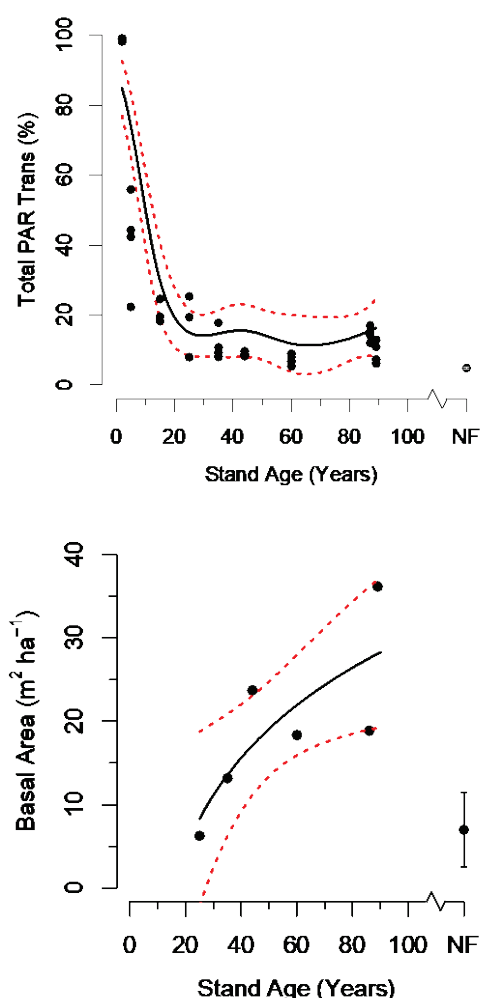 Total PAR Trans (%)
100
80
60
40
20
0
0 20 40 60 80 100 NF
Stand Age (Years)
Basal Area (m² ha⁻¹)
40
30
20
10
0
0 20 40 60 80 100 NF
Stand Age (Years)